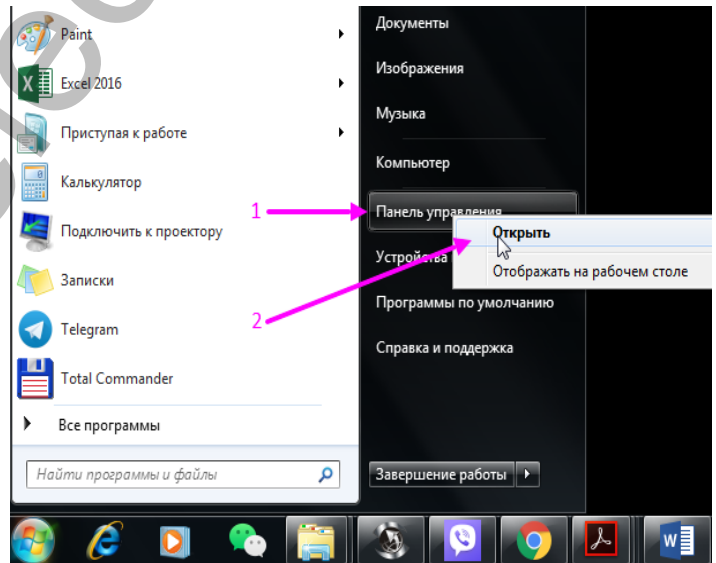 Paint
Excel 2016
Приступая к работе
Калькулятор
Подключить к проектору
Записки
Telegram
Total Commander
Все программы
Найти программы и файлы
Документы
Изображения
Музыка
Компьютер
1
Панель управления
Открыть
Устройства
Отображать на рабочем столе
2
Программы по умолчанию
Справка и поддержка
Завершение работы